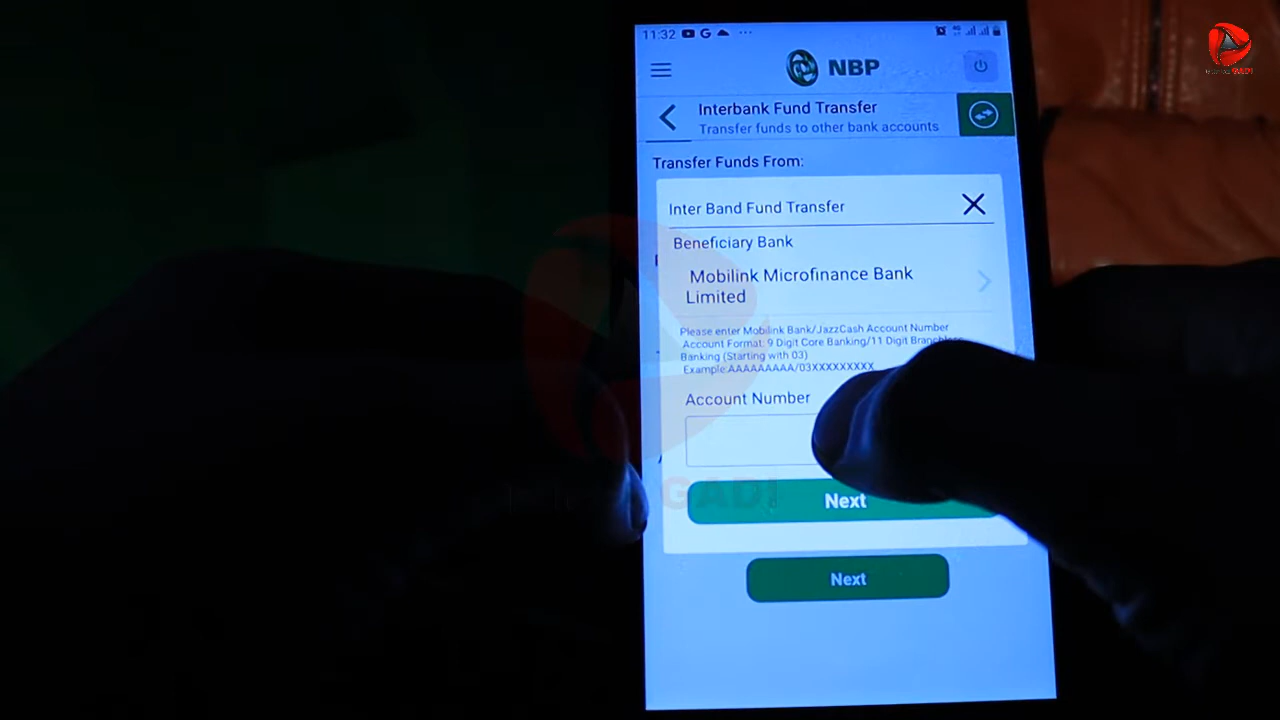 11:32
NBP
Interbank Fund Transfer
Transfer funds to other bank accounts
Transfer Funds From:
Inter Band Fund Transfer
Beneficiary Bank
Mobilink Microfinance Bank
Limited
Please enter Mobilink Bank/JazzCash Account Number
Account Format: 9 Digit Core Banking/11 Digit Branchless
Banking (Starting with 03)
Example:AAAAAAAAA/03XXXXXXXXX
Account Number
Next
Next
GADI